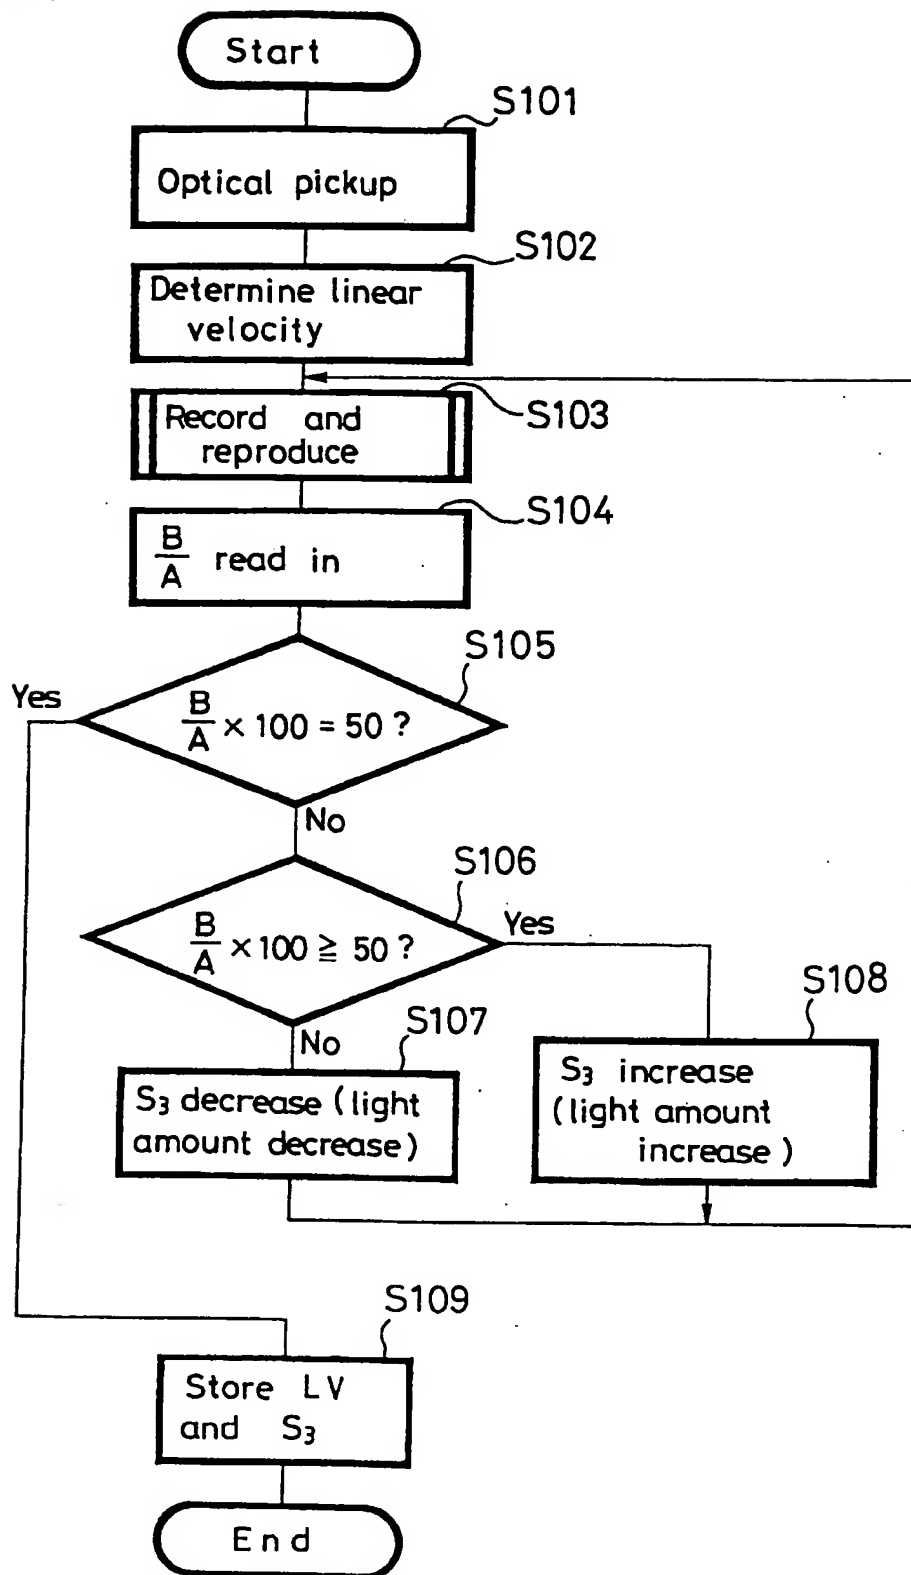 Start
S101
Optical pickup
S102
Determine linear
velocity
S103
Record and
reproduce
S104
B/A read in
S105
Yes
B/A × 100 = 50 ?
No
S106
Yes
B/A × 100 ≧ 50 ?
No
S107
S108
S₃ decrease (light
amount decrease)
S₃ increase
(light amount
increase)
S109
Store LV
and S₃
End